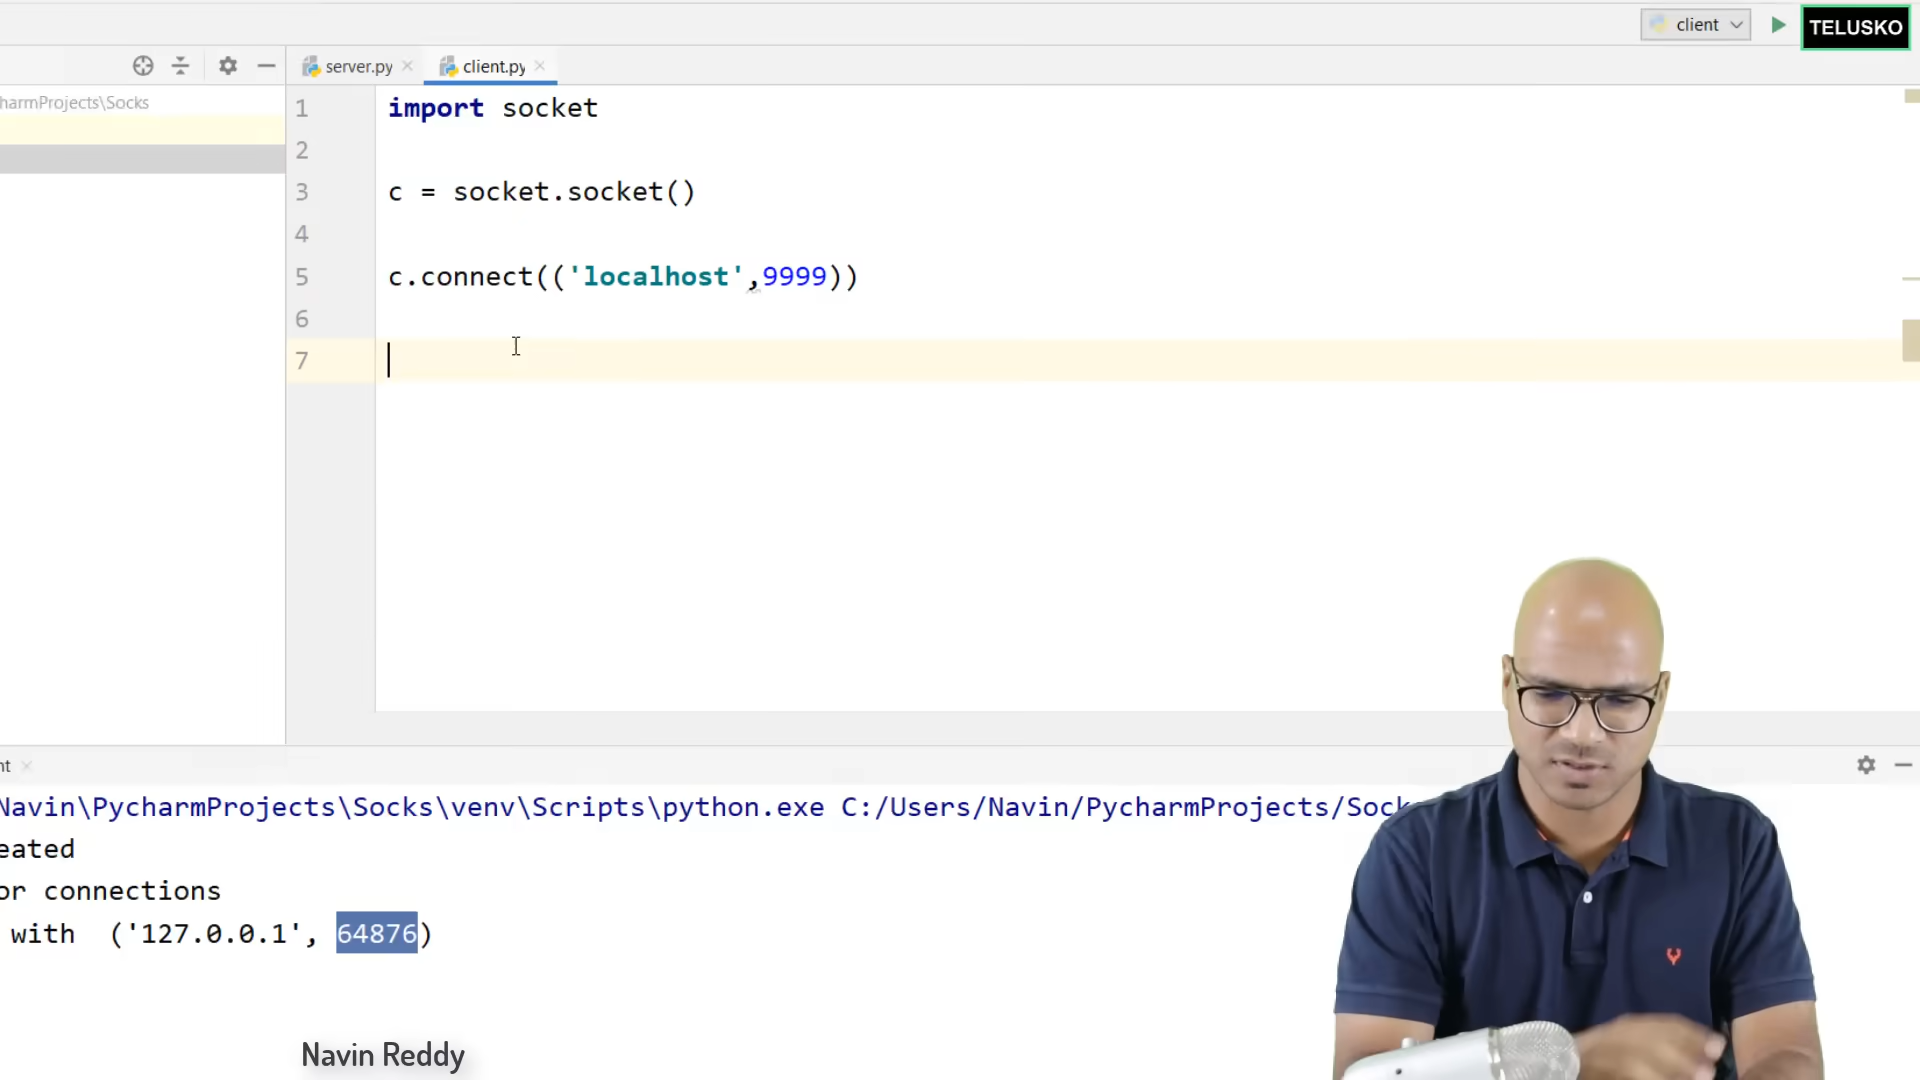 client
TELUSKO
server.py
client.py
harmProjects\Socks
1 import socket
2
3 c = socket.socket()
4
5 c.connect(('localhost',9999))
6
7
nt
Navin\PycharmProjects\Socks\venv\Scripts\python.exe C:/Users/Navin/PycharmProjects/Sock
eated
or connections
with ('127.0.0.1', 64876)
Navin Reddy